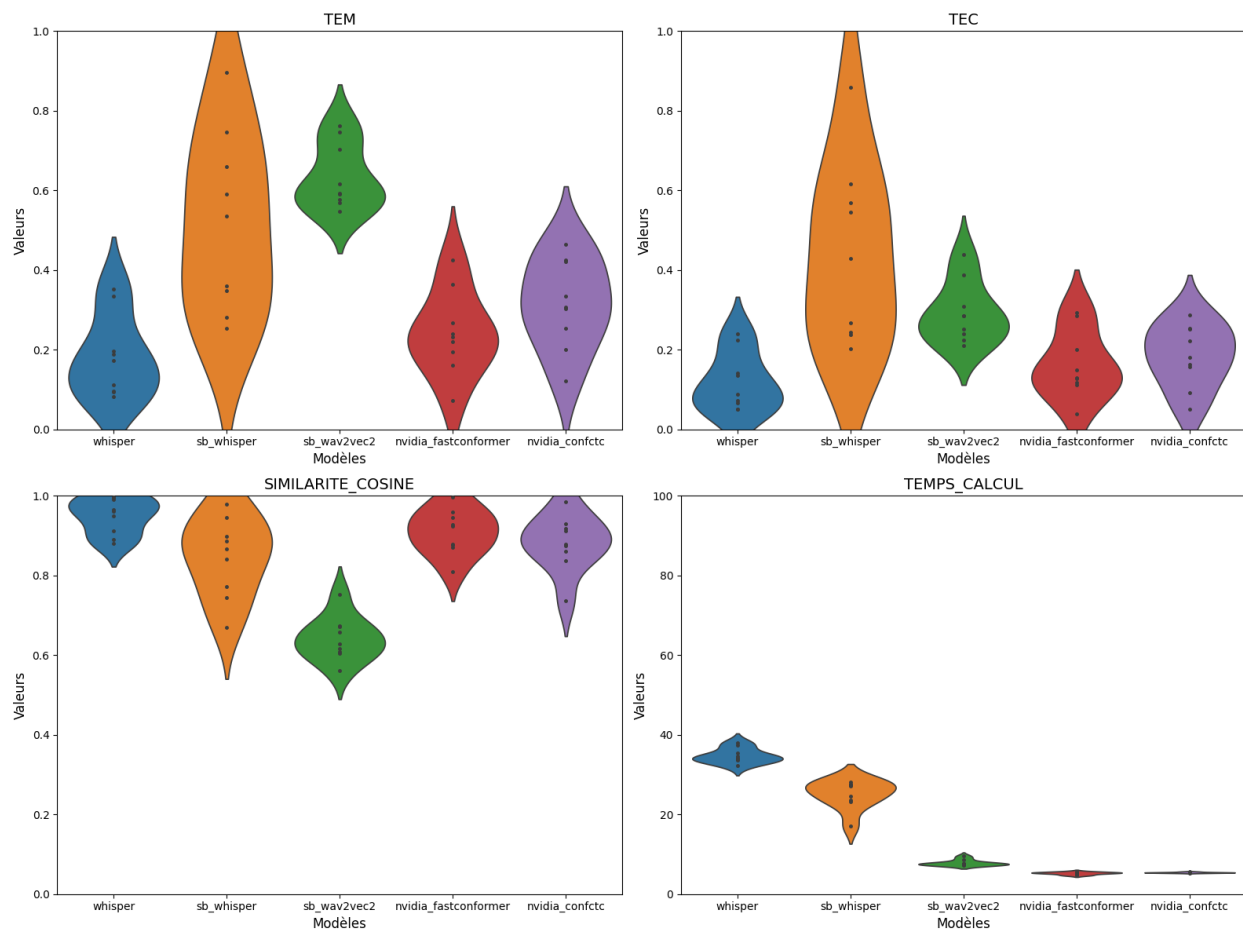 TEM
1.0
0.8
0.6
0.4
0.2
0.0
Valeurs
whisper sb_whisper sb_wav2vec2 nvidia_fastconformer nvidia_confctc
Modèles
TEC
1.0
0.8
0.6
0.4
0.2
0.0
Valeurs
whisper sb_whisper sb_wav2vec2 nvidia_fastconformer nvidia_confctc
Modèles
SIMILARITE_COSINE
1.0
0.8
0.6
0.4
0.2
0.0
Valeurs
whisper sb_whisper sb_wav2vec2 nvidia_fastconformer nvidia_confctc
Modèles
TEMPS_CALCUL
100
80
60
40
20
0
Valeurs
whisper sb_whisper sb_wav2vec2 nvidia_fastconformer nvidia_confctc
Modèles